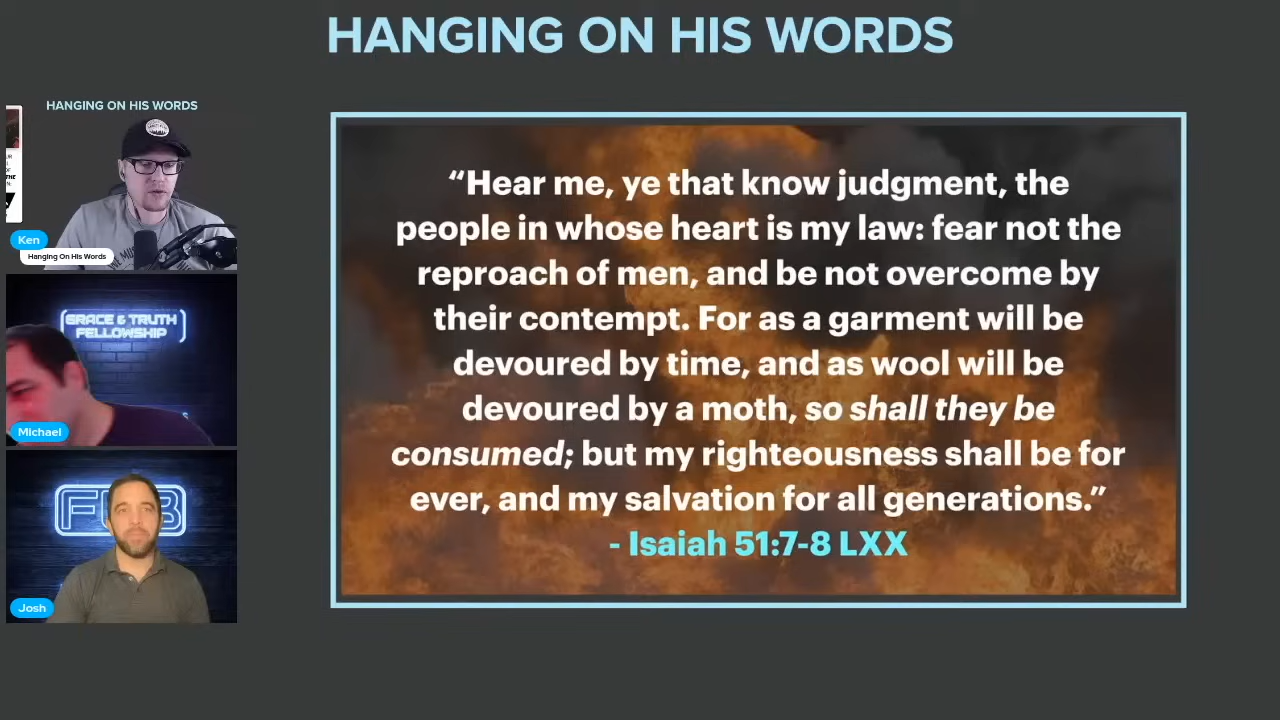 HANGING ON HIS WORDS
HANGING ON HIS WORDS
Ken
Hanging On His Words
GRACE & TRUTH
FELLOWSHIP
Michael
Josh
“Hear me, ye that know judgment, the
people in whose heart is my law: fear not the
reproach of men, and be not overcome by
their contempt. For as a garment will be
devoured by time, and as wool will be
devoured by a moth, so shall they be
consumed; but my righteousness shall be for
ever, and my salvation for all generations.”
- Isaiah 51:7-8 LXX